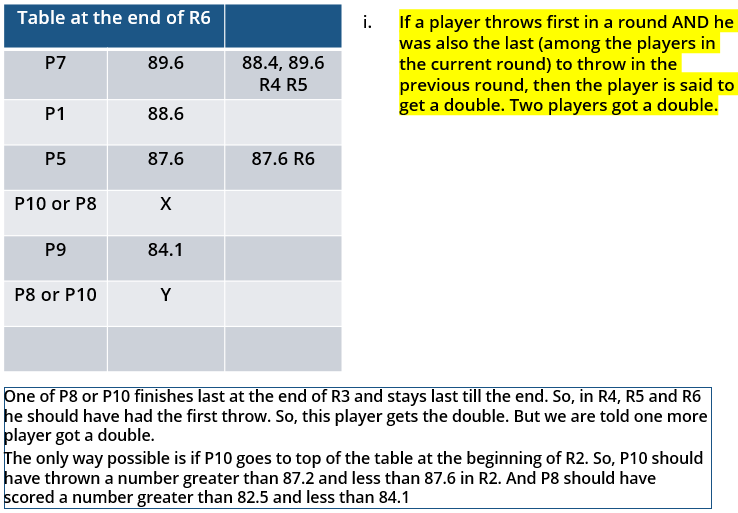 Table at the end of R6
P7 89.6 88.4, 89.6
R4 R5
P1 88.6
P5 87.6 87.6 R6
P10 or P8 X
P9 84.1
P8 or P10 Y
i. If a player throws first in a round AND he
was also the last (among the players in
the current round) to throw in the
previous round, then the player is said to
get a double. Two players got a double.
One of P8 or P10 finishes last at the end of R3 and stays last till the end. So, in R4, R5 and R6
he should have had the first throw. So, this player gets the double. But we are told one more
player got a double.
The only way possible is if P10 goes to top of the table at the beginning of R2. So, P10 should
have thrown a number greater than 87.2 and less than 87.6 in R2. And P8 should have
scored a number greater than 82.5 and less than 84.1